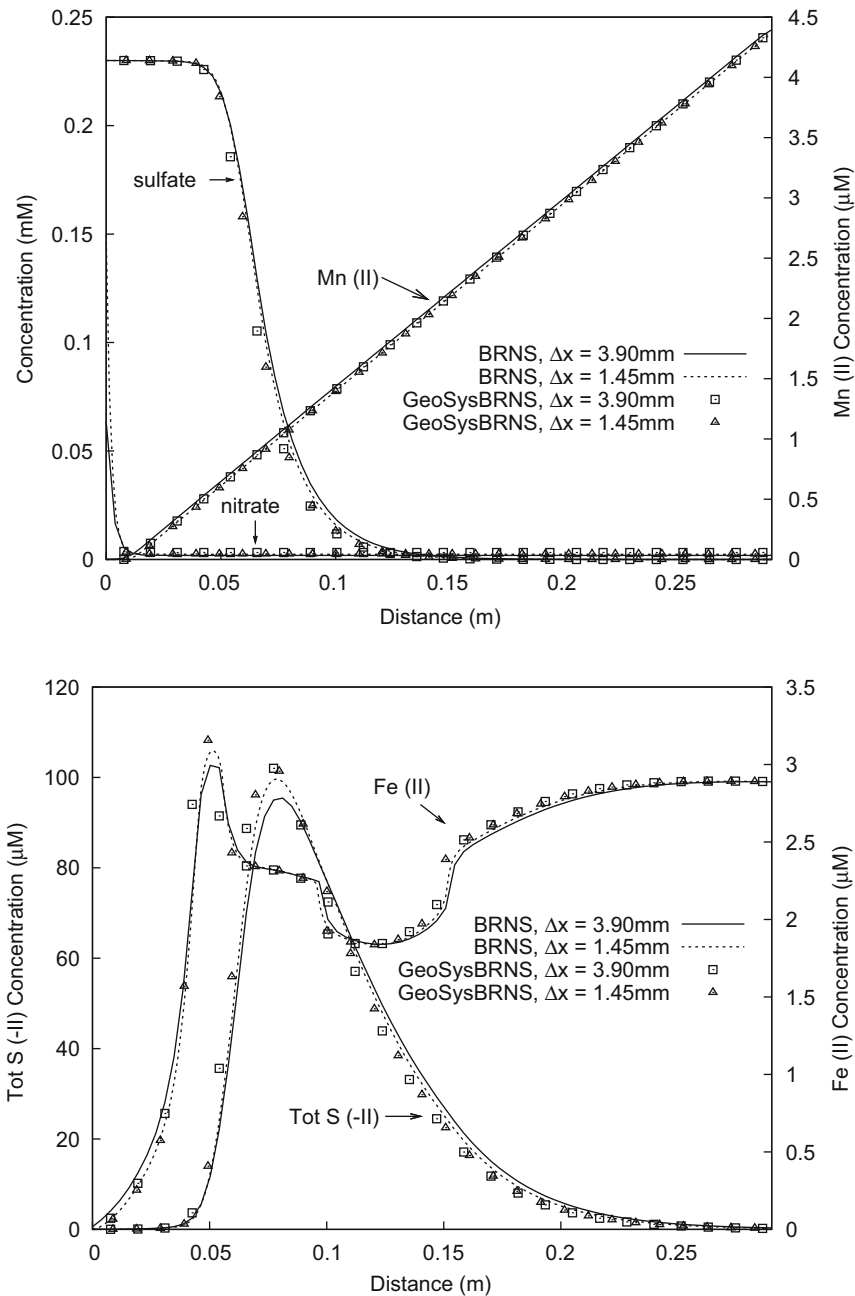 0.25
0.2
0.15
0.1
0.05
0
Concentration (mM)
4.5
4
3.5
3
2.5
2
1.5
1
0.5
0
Mn (II) Concentration (μM)
sulfate
Mn (II)
nitrate
BRNS, Δx = 3.90mm
BRNS, Δx = 1.45mm
GeoSysBRNS, Δx = 3.90mm
GeoSysBRNS, Δx = 1.45mm
0 0.05 0.1 0.15 0.2 0.25
Distance (m)
120
100
80
60
40
20
0
Tot S (-II) Concentration (μM)
3.5
3
2.5
2
1.5
1
0.5
0
Fe (II) Concentration (μM)
Fe (II)
BRNS, Δx = 3.90mm
BRNS, Δx = 1.45mm
GeoSysBRNS, Δx = 3.90mm
GeoSysBRNS, Δx = 1.45mm
Tot S (-II)
0 0.05 0.1 0.15 0.2 0.25
Distance (m)